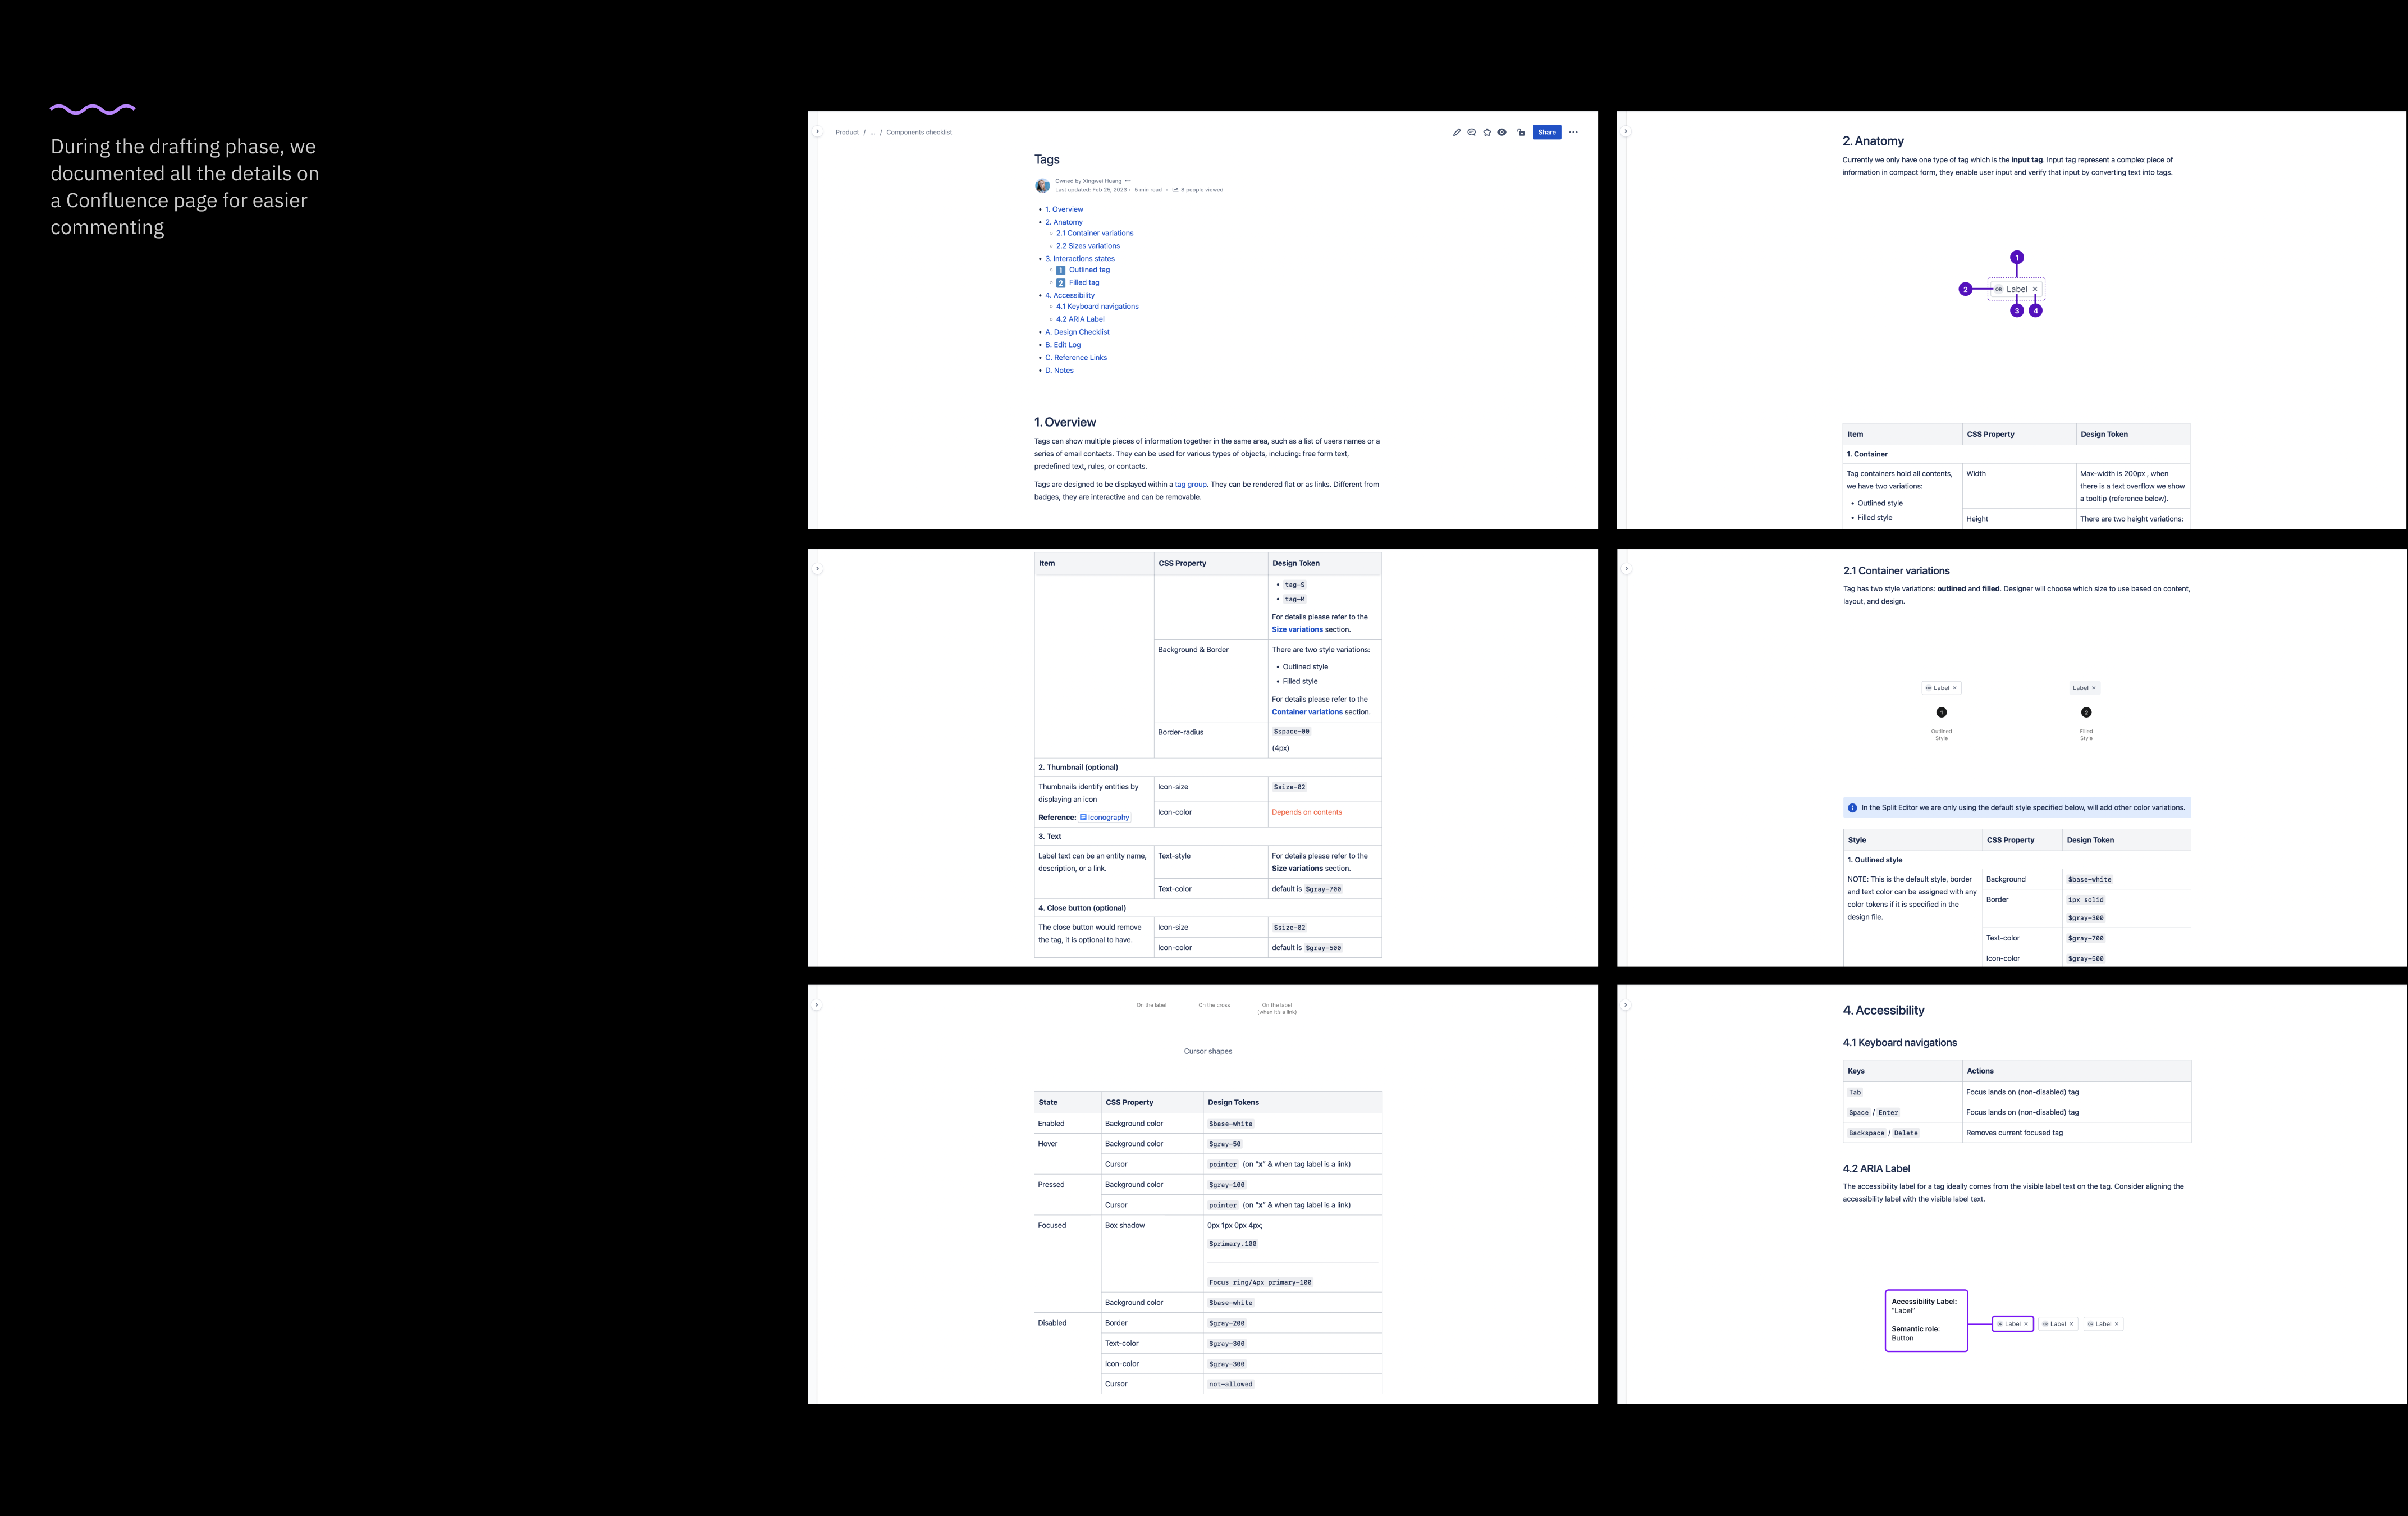 During the drafting phase, we
documented all the details on
a Confluence page for easier
commenting
Product / ... / Components checklist
Share
Tags
Owned by Xingwei Huang
Last updated: Feb 25, 2023 • 5 min read • 8 people viewed
• 1. Overview
• 2. Anatomy
2.1 Container variations
2.2 Sizes variations
• 3. Interactions states
1 Outlined tag
2 Filled tag
• 4. Accessibility
4.1 Keyboard navigations
4.2 ARIA Label
• A. Design Checklist
• B. Edit Log
• C. Reference Links
• D. Notes
1. Overview
Tags can show multiple pieces of information together in the same area, such as a list of users names or a
series of email contacts. They can be used for various types of objects, including: free form text,
predefined text, rules, or contacts.
Tags are designed to be displayed within a tag group. They can be rendered flat or as links. Different from
badges, they are interactive and can be removable.
2. Anatomy
Currently we only have one type of tag which is the input tag. Input tag represent a complex piece of
information in compact form, they enable user input and verify that input by converting text into tags.
1
2 Label ×
3 4
Item CSS Property Design Token
1. Container
Tag containers hold all contents,
we have two variations:
• Outlined style
• Filled style
Width
Max-width is 200px , when
there is a text overflow we show
a tooltip (reference below).
Height
There are two height variations:
Item CSS Property Design Token
• tag-S
• tag-M
For details please refer to the
Size variations section.
Background & Border
There are two style variations:
• Outlined style
• Filled style
For details please refer to the
Container variations section.
Border-radius
$space-00
(4px)
2. Thumbnail (optional)
Thumbnails identify entities by
displaying an icon
Reference: Iconography
Icon-size $size-02
Icon-color Depends on contents
3. Text
Label text can be an entity name,
description, or a link.
Text-style
For details please refer to the
Size variations section.
Text-color default is $gray-700
4. Close button (optional)
The close button would remove
the tag, it is optional to have.
Icon-size $size-02
Icon-color default is $gray-500
2.1 Container variations
Tag has two style variations: outlined and filled. Designer will choose which size to use based on content,
layout, and design.
Label × Label ×
1 2
Outlined
Style
Filled
Style
In the Split Editor we are only using the default style specified below, will add other color variations.
Style CSS Property Design Token
1. Outlined style
NOTE: This is the default style, border
and text color can be assigned with any
color tokens if it is specified in the
design file.
Background $base-white
Border 1px solid
$gray-300
Text-color $gray-700
Icon-color $gray-500
On the label On the cross On the label
(when it's a link)
Cursor shapes
State CSS Property Design Tokens
Enabled Background color $base-white
Hover Background color $gray-50
Cursor pointer (on "x" & when tag label is a link)
Pressed Background color $gray-100
Cursor pointer (on "x" & when tag label is a link)
Focused Box shadow 0px 1px 0px 4px;
$primary.100
Focus ring/4px primary-100
Background color $base-white
Disabled Border $gray-200
Text-color $gray-300
Icon-color $gray-300
Cursor not-allowed
4. Accessibility
4.1 Keyboard navigations
Keys Actions
Tab Focus lands on (non-disabled) tag
Space / Enter Focus lands on (non-disabled) tag
Backspace / Delete Removes current focused tag
4.2 ARIA Label
The accessibility label for a tag ideally comes from the visible label text on the tag. Consider aligning the
accessibility label with the visible label text.
Accessibility Label:
"Label"
Semantic role:
Button
Label × Label × Label ×